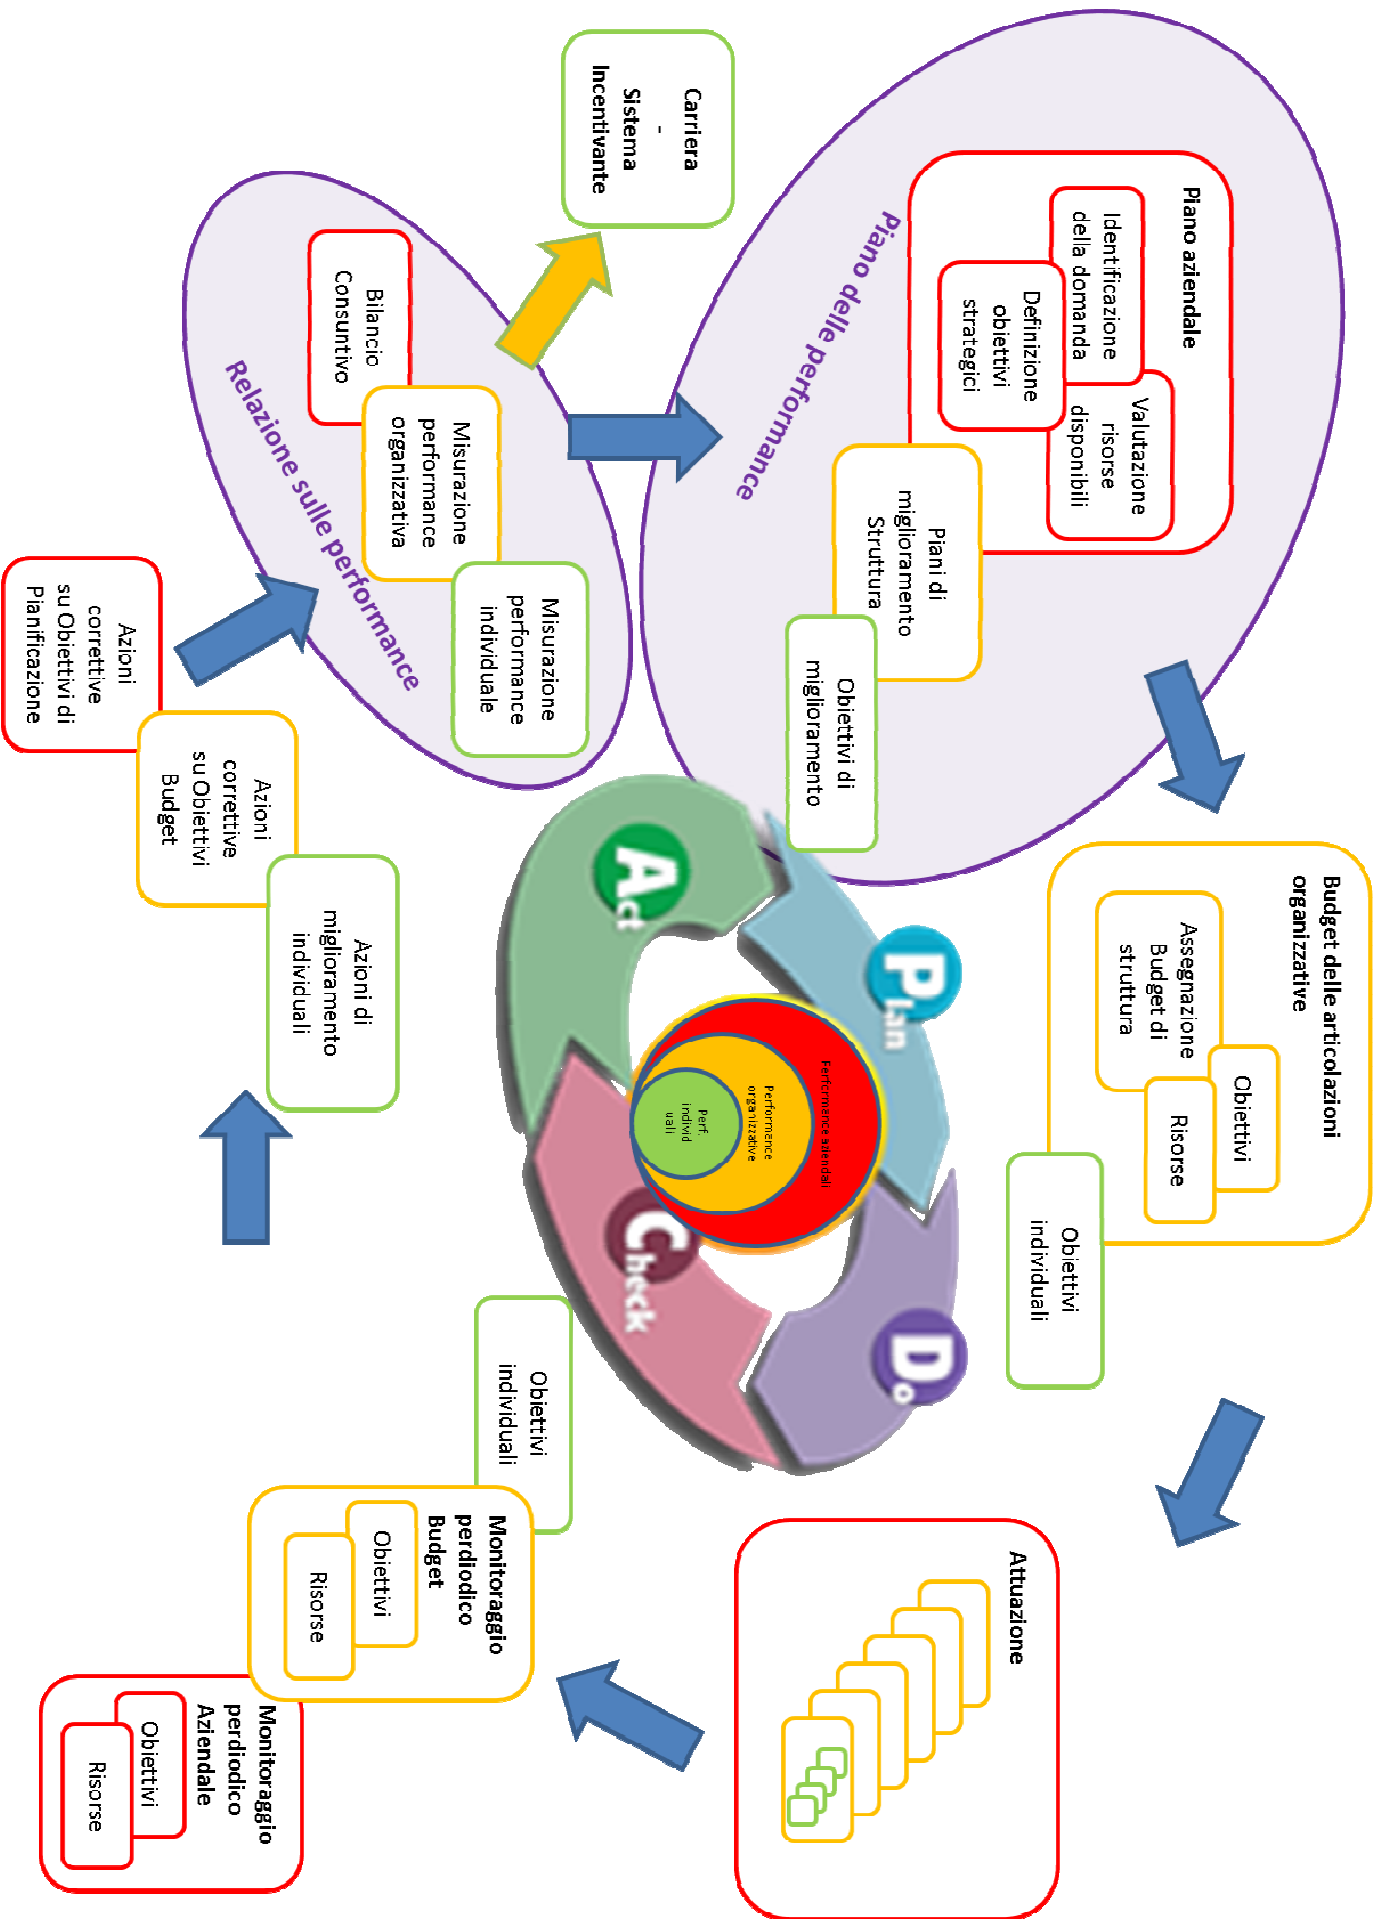 Piano aziendale
Identificazione
della domanda
Valutazione
risorse
disponibili
Definizione
obiettivi
strategici
Piani di
miglioramento
Struttura
Obiettivi di
miglioramento
Piano delle performance
Budget delle articolazioni
organizzative
Assegnazione
Budget di
struttura
Obiettivi
Risorse
Obiettivi
individuali
Attuazione
Carriera
-
Sistema
Incentivante
Plan
Do
Check
Act
Performance aziendali
Performance
organizzative
Perf.
individ
uali
Bilancio
Consuntivo
Misurazione
performance
organizzativa
Misurazione
performance
individuale
Relazione sulle performance
Obiettivi
individuali
Monitoraggio
perdiodico
Budget
Obiettivi
Risorse
Monitoraggio
perdiodico
Aziendale
Obiettivi
Risorse
Azioni di
miglioramento
individuali
Azioni
correttive
su Obiettivi
Budget
Azioni
correttive
su Obiettivi di
Pianificazione